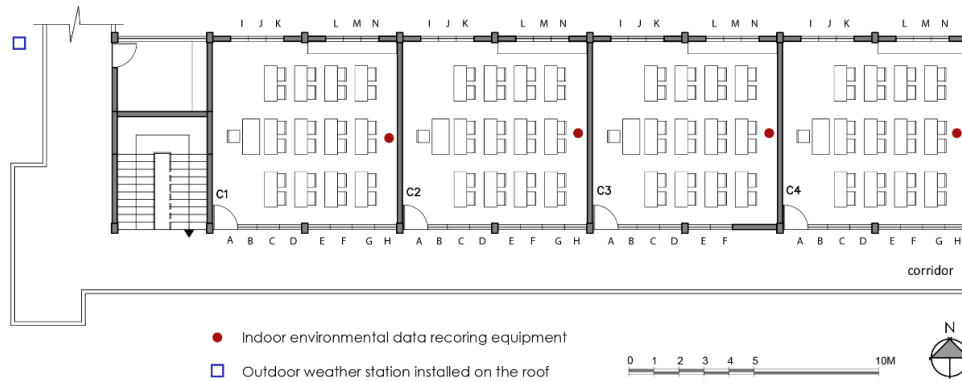 I J K L M N I J K L M N I J K L M N I J K L M N
C1 C2 C3 C4
A B C D E F G H A B C D E F G H A B C D E F A B C D E F G H
corridor
Indoor environmental data recoring equipment
N
0 1 2 3 4 5 10M
Outdoor weather station installed on the roof